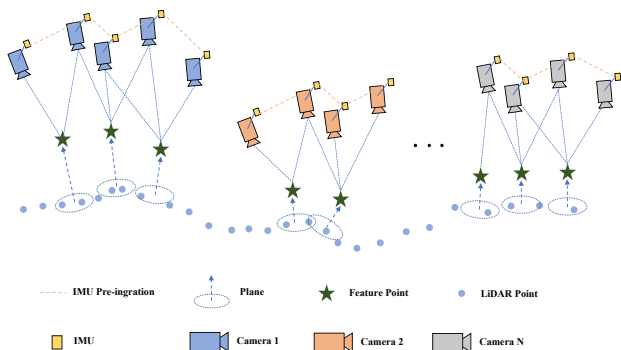 . . .
IMU Pre-ingration
Plane
Feature Point
LiDAR Point
IMU
Camera 1
Camera 2
Camera N